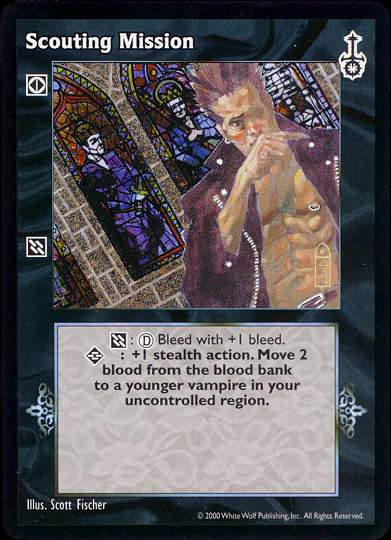 Scouting Mission
: Ⓓ Bleed with +1 bleed.
: +1 stealth action. Move 2
blood from the blood bank
to a younger vampire in your
uncontrolled region.
Illus. Scott Fischer
© 2000 White Wolf Publishing, Inc. All Rights Reserved.